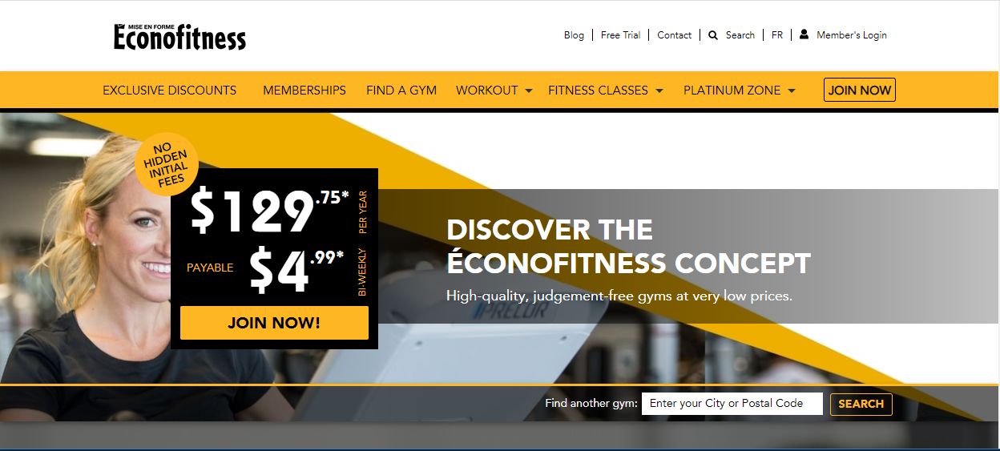 MISE EN FORME
Éconofitness
Blog
Free Trial
Contact
Search
FR
Member's Login
EXCLUSIVE DISCOUNTS
MEMBERSHIPS
FIND A GYM
WORKOUT
FITNESS CLASSES
PLATINUM ZONE
JOIN NOW
NO
HIDDEN
INITIAL
FEES
$129.75*
PER YEAR
PAYABLE
$4.99*
BI-WEEKLY
JOIN NOW!
DISCOVER THE
ÉCONOFITNESS CONCEPT
High-quality, judgement-free gyms at very low prices.
Find another gym:
Enter your City or Postal Code
SEARCH